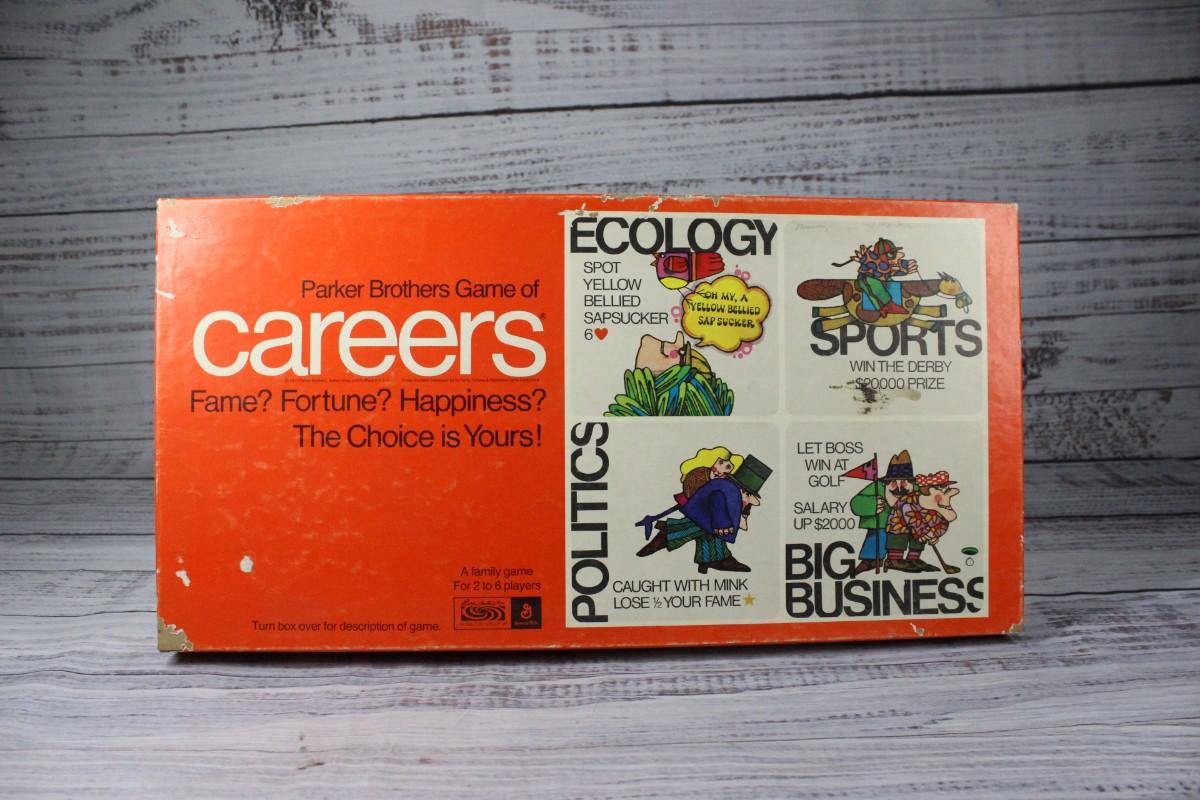 Parker Brothers Game of
careers®
Fame? Fortune? Happiness?
The Choice is Yours!
A family game
For 2 to 6 players
Turn box over for description of game.
ECOLOGY
SPOT
YELLOW
BELLIED
SAPSUCKER
6♥
OH MY, A
YELLOW BELLIED
SAP SUCKER
SPORTS
WIN THE DERBY
$20000 PRIZE
POLITICS
CAUGHT WITH MINK
LOSE ½ YOUR FAME★
LET BOSS
WIN AT
GOLF
SALARY
UP $2000
BIG
BUSINESS